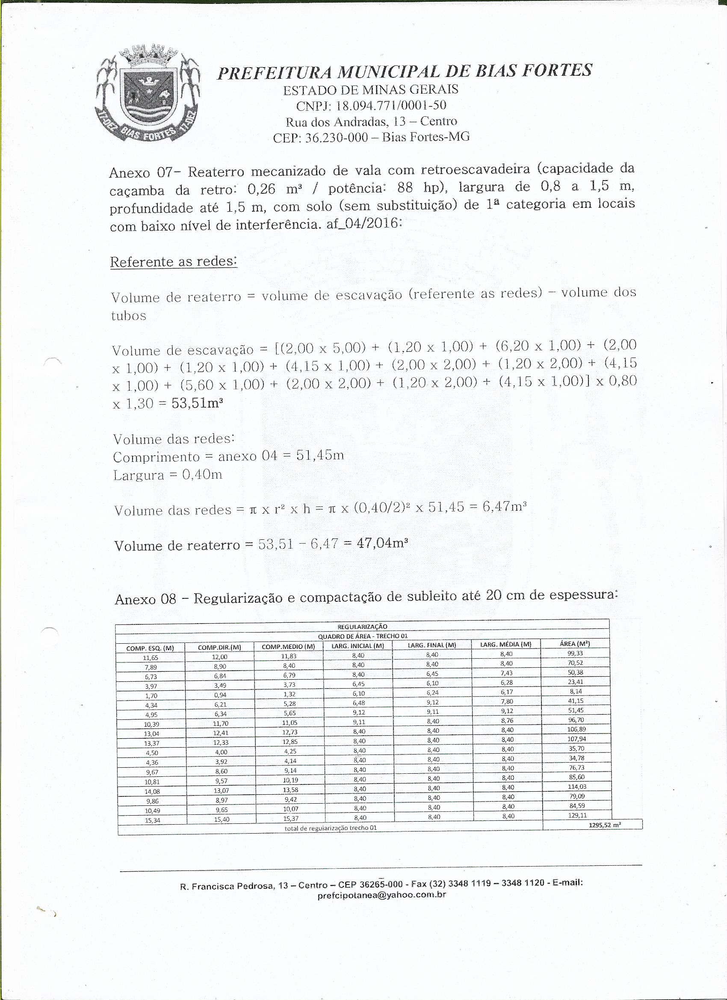 PREFEITURA MUNICIPAL DE BIAS FORTES
ESTADO DE MINAS GERAIS
CNPJ: 18.094.771/0001-50
Rua dos Andradas, 13 – Centro
CEP: 36.230-000 – Bias Fortes-MG
17-DEZ BIAS FORTES 17-DEZ
Anexo 07- Reaterro mecanizado de vala com retroescavadeira (capacidade da
caçamba da retro: 0,26 m³ / potência: 88 hp), largura de 0,8 a 1,5 m,
profundidade até 1,5 m, com solo (sem substituição) de 1ª categoria em locais
com baixo nível de interferência. af_04/2016:
Referente as redes:
Volume de reaterro = volume de escavação (referente as redes) – volume dos
tubos
Volume de escavação = [(2,00 x 5,00) + (1,20 x 1,00) + (6,20 x 1,00) + (2,00
x 1,00) + (1,20 x 1,00) + (4,15 x 1,00) + (2,00 x 2,00) + (1,20 x 2,00) + (4,15
x 1,00) + (5,60 x 1,00) + (2,00 x 2,00) + (1,20 x 2,00) + (4,15 x 1,00)] x 0,80
x 1,30 = 53,51m³
Volume das redes:
Comprimento = anexo 04 = 51,45m
Largura = 0,40m
Volume das redes = π x r² x h = π x (0,40/2)² x 51,45 = 6,47m³
Volume de reaterro = 53,51 – 6,47 = 47,04m³
Anexo 08 – Regularização e compactação de subleito até 20 cm de espessura:
REGULARIZAÇÃO
QUADRO DE ÁREA - TRECHO 01
COMP. ESQ. (M) COMP.DIR.(M) COMP.MEDIO (M) LARG. INICIAL (M) LARG. FINAL (M) LARG. MÉDIA (M) ÁREA (M²)
11,65 12,00 11,83 8,40 8,40 8,40 99,33
7,89 8,90 8,40 8,40 8,40 8,40 70,52
6,73 6,84 6,79 8,40 6,45 7,43 50,38
3,97 3,49 3,73 6,45 6,10 6,28 23,41
1,70 0,94 1,32 6,10 6,24 6,17 8,14
4,34 6,21 5,28 6,48 9,12 7,80 41,15
4,95 6,34 5,65 9,12 9,11 9,12 51,45
10,39 11,70 11,05 9,11 8,40 8,76 96,70
13,04 12,41 12,73 8,40 8,40 8,40 106,89
13,37 12,33 12,85 8,40 8,40 8,40 107,94
4,50 4,00 4,25 8,40 8,40 8,40 35,70
4,36 3,92 4,14 8,40 8,40 8,40 34,78
9,67 8,60 9,14 8,40 8,40 8,40 76,73
10,81 9,57 10,19 8,40 8,40 8,40 85,60
14,08 13,07 13,58 8,40 8,40 8,40 114,03
9,86 8,97 9,42 8,40 8,40 8,40 79,09
10,49 9,65 10,07 8,40 8,40 8,40 84,59
15,34 15,40 15,37 8,40 8,40 8,40 129,11
total de regularização trecho 01 1295,52 m²
R. Francisca Pedrosa, 13 – Centro – CEP 36265-000 - Fax (32) 3348 1119 – 3348 1120 - E-mail:
prefcipotanea@yahoo.com.br